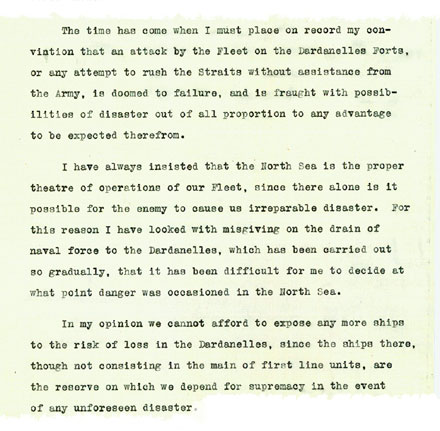 The time has come when I must place on record my con-
viction that an attack by the Fleet on the Dardanelles Forts,
or any attempt to rush the Straits without assistance from
the Army, is doomed to failure, and is fraught with possib-
ilities of disaster out of all proportion to any advantage
to be expected therefrom.
I have always insisted that the North Sea is the proper
theatre of operations of our Fleet, since there alone is it
possible for the enemy to cause us irreparable disaster. For
this reason I have looked with misgiving on the drain of
naval force to the Dardanelles, which has been carried out
so gradually, that it has been difficult for me to decide at
what point danger was occasioned in the North Sea.
In my opinion we cannot afford to expose any more ships
to the risk of loss in the Dardanelles, since the ships there,
though not consisting in the main of first line units, are
the reserve on which we depend for supremacy in the event
of any unforeseen disaster.